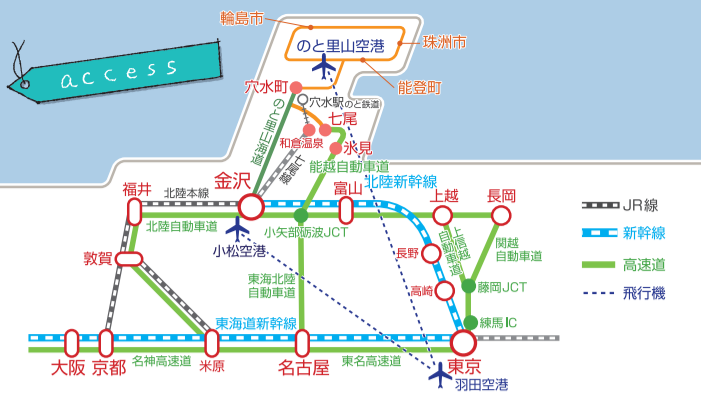 輪島市
のと里山空港
珠洲市
access
能登町
穴水町
穴水駅
のと鉄道
のと里山海道
七尾
和倉温泉
氷見
七尾線
能越自動車道
福井
北陸本線
金沢
富山
北陸新幹線
上越
長岡
JR線
北陸自動車道
小矢部砺波JCT
新幹線
小松空港
上信越
自動車道
関越
自動車道
長野
敦賀
高速道
東海北陸
自動車道
高崎
藤岡JCT
飛行機
東海道新幹線
練馬IC
大阪
京都
名神高速道
米原
名古屋
東名高速道
東京
羽田空港